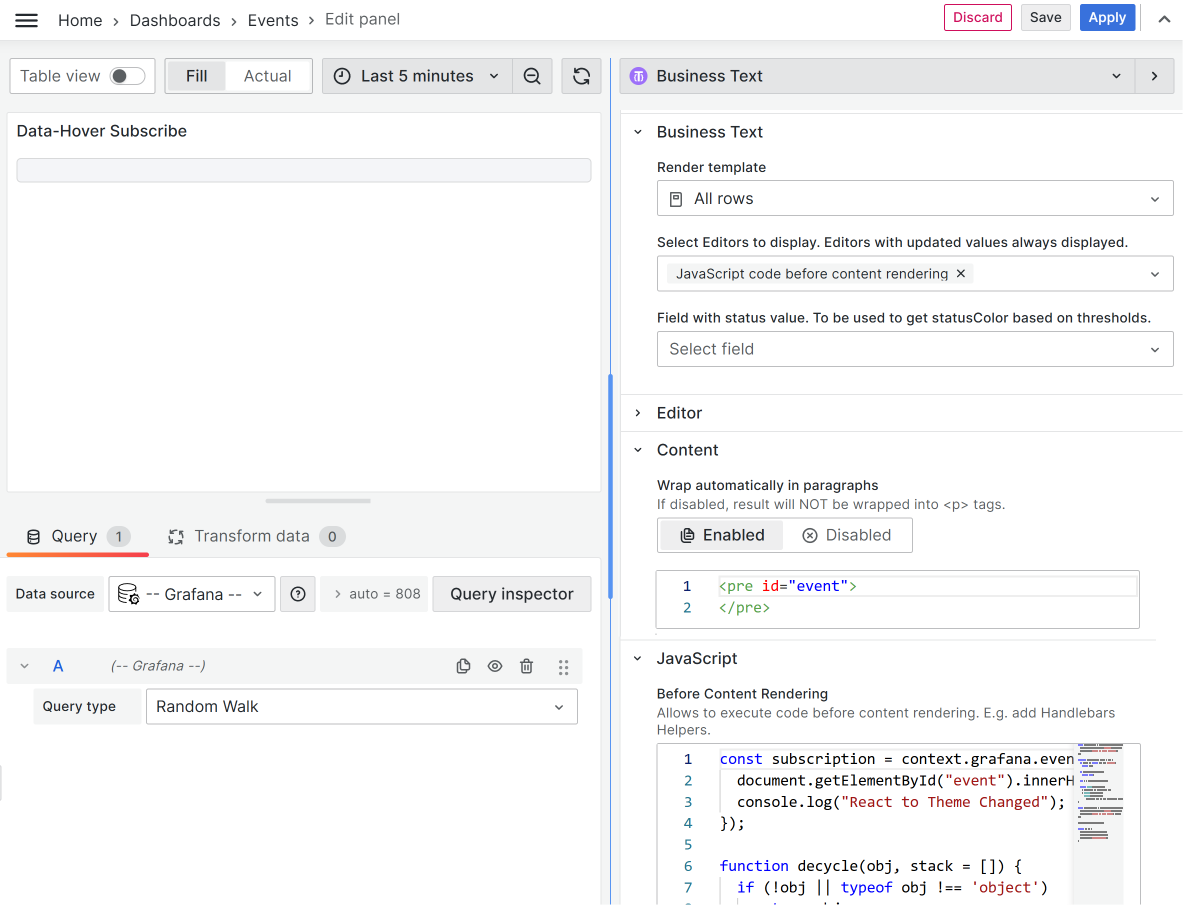 Home > Dashboards > Events > Edit panel
Discard
Save
Apply
Table view
Fill
Actual
Last 5 minutes
Business Text
Data-Hover Subscribe
Business Text
Render template
All rows
Select Editors to display. Editors with updated values always displayed.
JavaScript code before content rendering ×
Field with status value. To be used to get statusColor based on thresholds.
Select field
Editor
Content
Wrap automatically in paragraphs
If disabled, result will NOT be wrapped into <p> tags.
Enabled
Disabled
1 <pre id="event">
2 </pre>
Query 1
Transform data 0
Data source
-- Grafana --
> auto = 808
Query inspector
A (-- Grafana --)
Query type
Random Walk
JavaScript
Before Content Rendering
Allows to execute code before content rendering. E.g. add Handlebars
Helpers.
1 const subscription = context.grafana.even
2 document.getElementById("event").innerH
3 console.log("React to Theme Changed");
4 });
5
6 function decycle(obj, stack = []) {
7 if (!obj || typeof obj !== 'object')